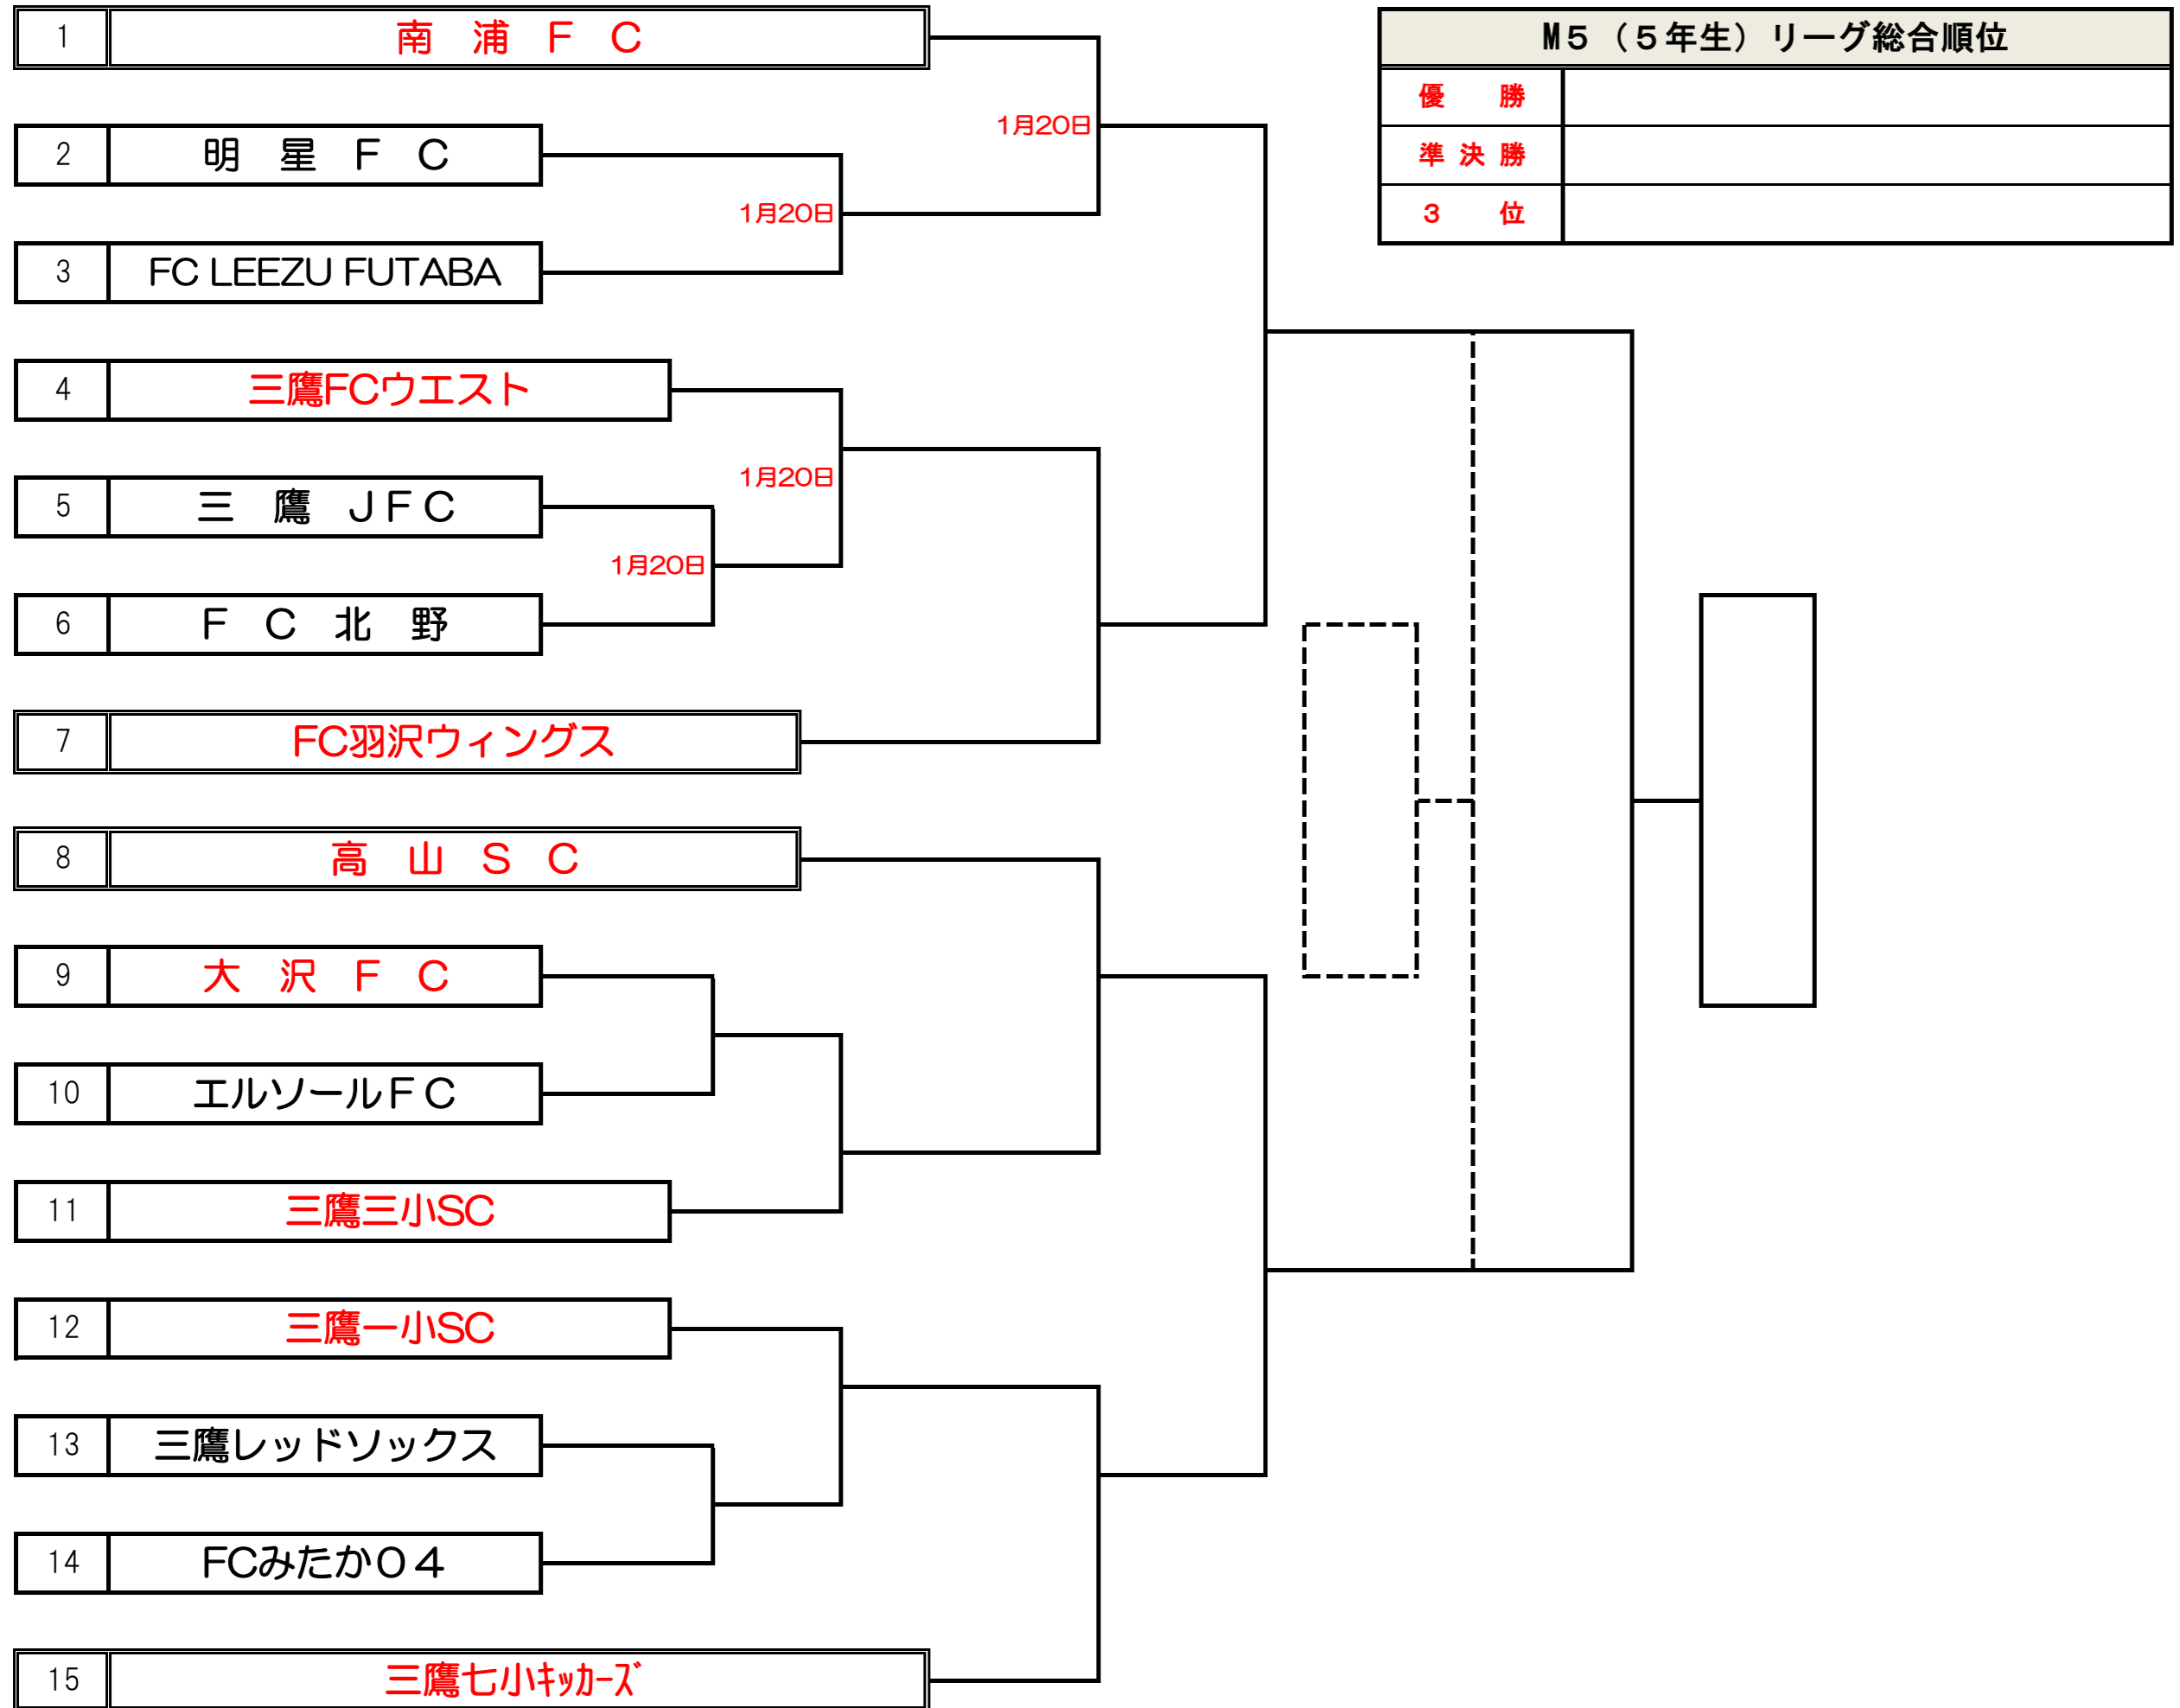 1 南 浦 Ｆ Ｃ
M５（５年生）リーグ総合順位
優 勝
1月20日
2 明 星 Ｆ Ｃ
準 決 勝
1月20日
３ 位
3 FC LEEZU FUTABA
4 三鷹FCウエスト
1月20日
5 三 鷹 ＪＦＣ
1月20日
6 Ｆ Ｃ 北 野
7 FC羽沢ウィングス
8 高 山 Ｓ Ｃ
9 大 沢 Ｆ Ｃ
10 エルソールＦＣ
11 三鷹三小SC
12 三鷹一小SC
13 三鷹レッドソックス
14 FCみたか０４
15 三鷹七小ｷｯｶｰｽﾞ